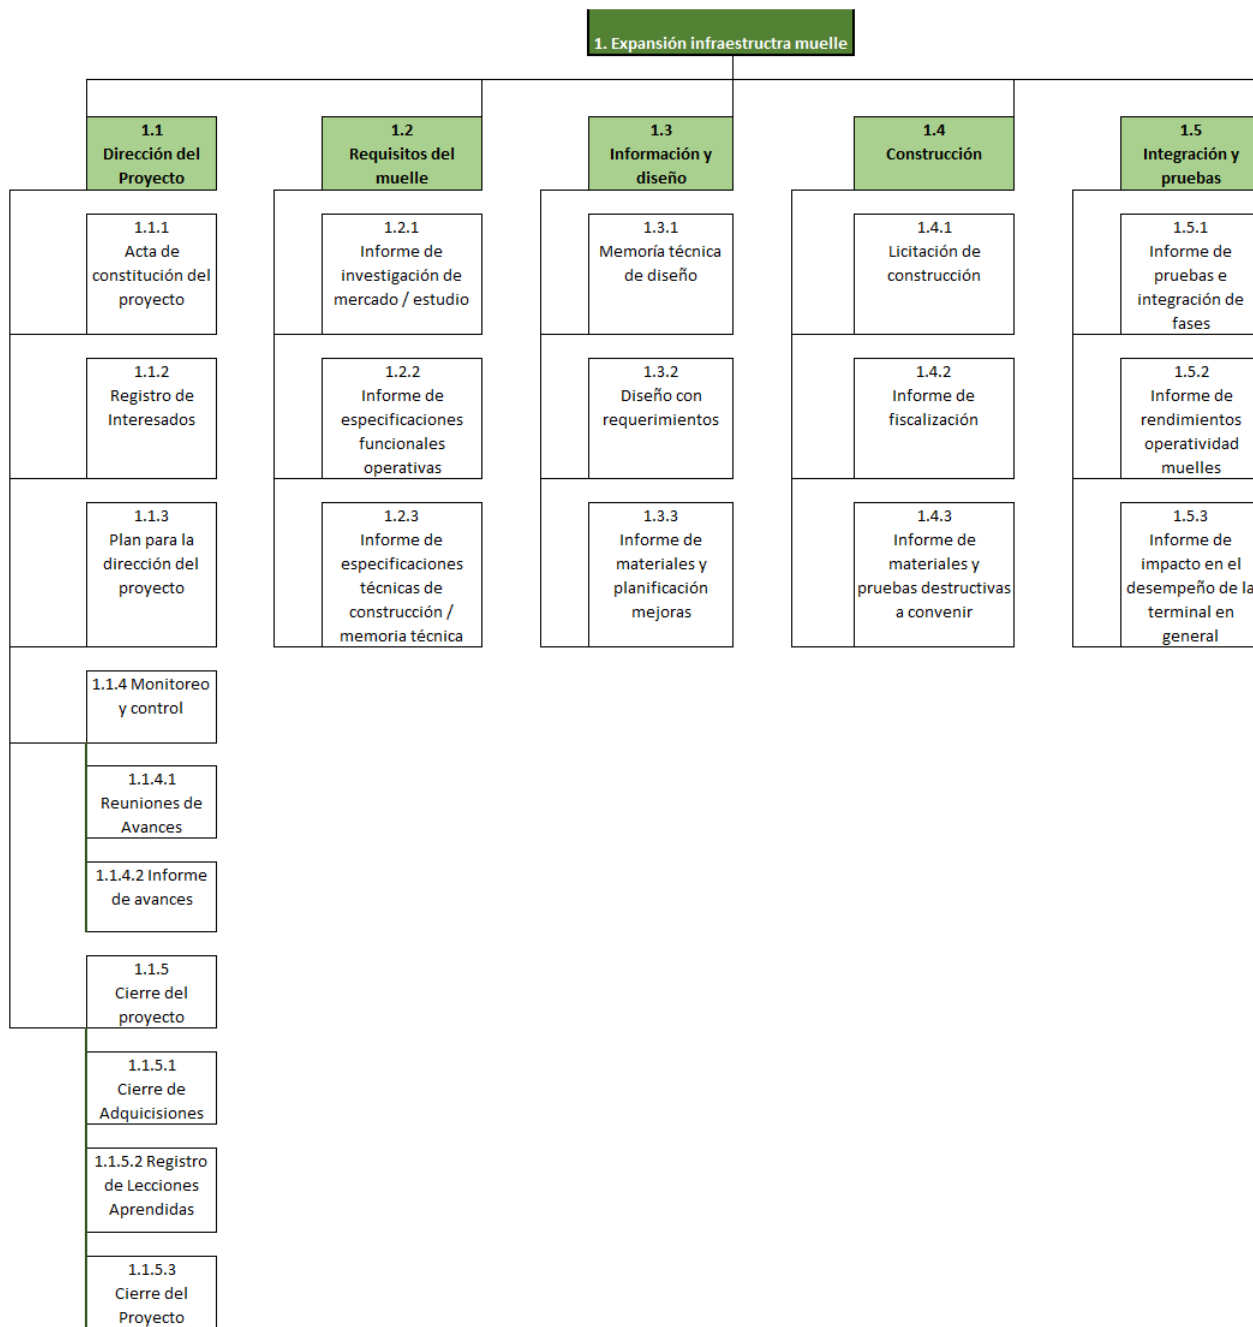 1. Expansión infraestructra muelle
1.1
Dirección del
Proyecto
1.1.1
Acta de
constitución del
proyecto
1.1.2
Registro de
Interesados
1.1.3
Plan para la
dirección del
proyecto
1.1.4 Monitoreo
y control
1.1.4.1
Reuniones de
Avances
1.1.4.2 Informe
de avances
1.1.5
Cierre del
proyecto
1.1.5.1
Cierre de
Adquicisiones
1.1.5.2 Registro
de Lecciones
Aprendidas
1.1.5.3
Cierre del
Proyecto
1.2
Requisitos del
muelle
1.2.1
Informe de
investigación de
mercado / estudio
1.2.2
Informe de
especificaciones
funcionales
operativas
1.2.3
Informe de
especificaciones
técnicas de
construcción /
memoria técnica
1.3
Información y
diseño
1.3.1
Memoría técnica
de diseño
1.3.2
Diseño con
requerimientos
1.3.3
Informe de
materiales y
planificación
mejoras
1.4
Construcción
1.4.1
Licitación de
construcción
1.4.2
Informe de
fiscalización
1.4.3
Informe de
materiales y
pruebas destructivas
a convenir
1.5
Integración y
pruebas
1.5.1
Informe de
pruebas e
integración de
fases
1.5.2
Informe de
rendimientos
operatividad
muelles
1.5.3
Informe de
impacto en el
desempeño de la
terminal en
general